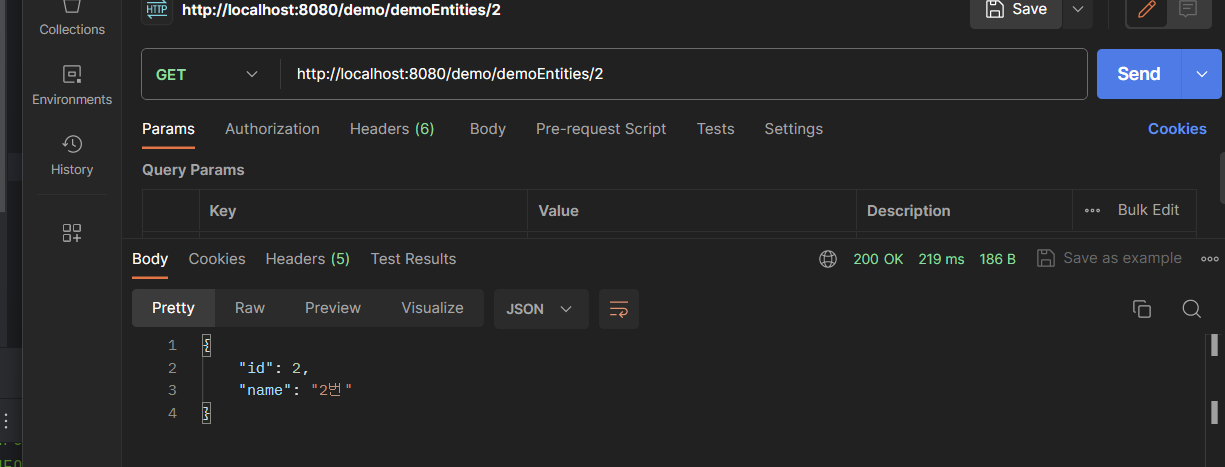 HTTP http://localhost:8080/demo/demoEntities/2 Save
Collections
GET http://localhost:8080/demo/demoEntities/2 Send
Environments
Params Authorization Headers (6) Body Pre-request Script Tests Settings Cookies
History
Query Params
Key Value Description Bulk Edit
Body Cookies Headers (5) Test Results 200 OK 219 ms 186 B Save as example
Pretty Raw Preview Visualize JSON
1 {
2 "id": 2,
3 "name": "2번"
4 }